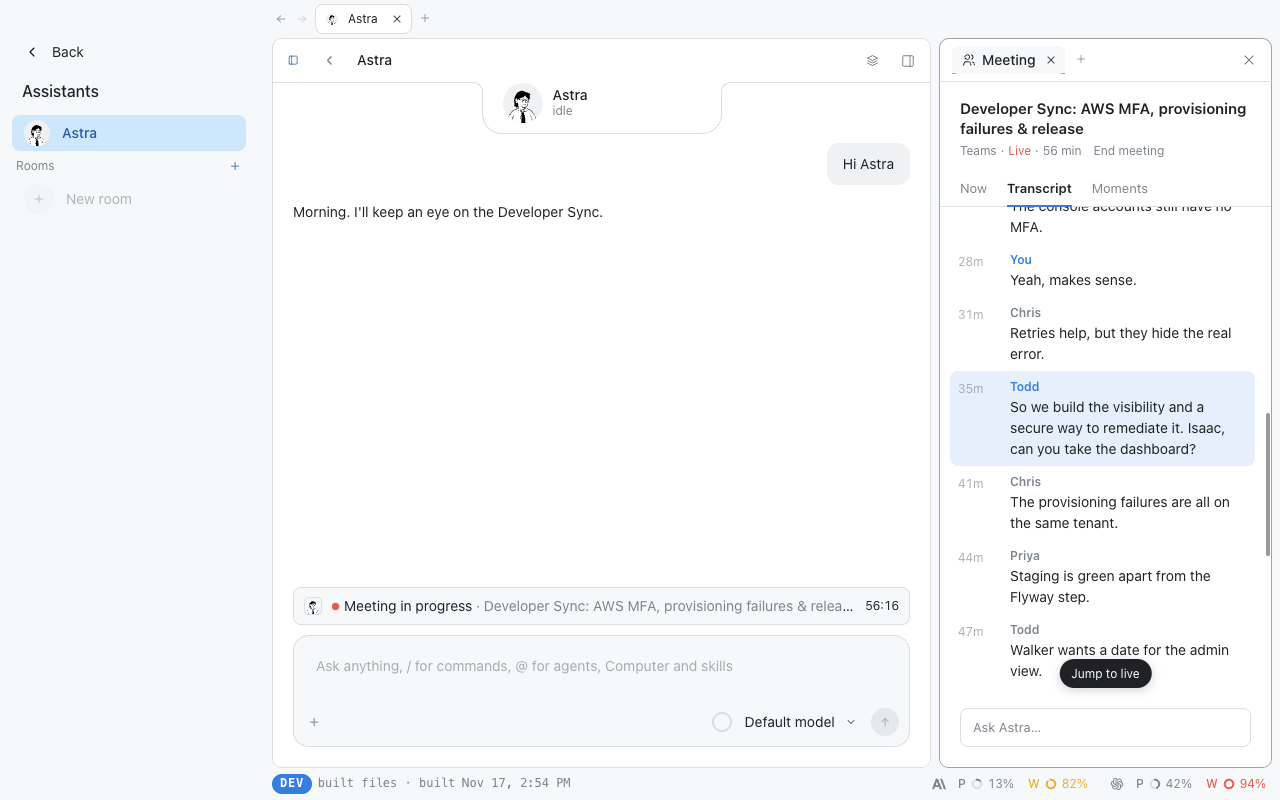 Astra
Back
Assistants
Astra
Rooms
New room
Astra
Astra
idle
Hi Astra
Morning. I'll keep an eye on the Developer Sync.
Meeting in progress · Developer Sync: AWS MFA, provisioning failures & relea... 56:16
Ask anything, / for commands, @ for agents, Computer and skills
Default model
Meeting
Developer Sync: AWS MFA, provisioning
failures & release
Teams · Live · 56 min End meeting
Now Transcript Moments
The console accounts still have no
MFA.
28m You
Yeah, makes sense.
31m Chris
Retries help, but they hide the real
error.
35m Todd
So we build the visibility and a
secure way to remediate it. Isaac,
can you take the dashboard?
41m Chris
The provisioning failures are all on
the same tenant.
44m Priya
Staging is green apart from the
Flyway step.
47m Todd
Walker wants a date for the admin
view.
Jump to live
Ask Astra...
DEV built files · built Nov 17, 2:54 PM
P 13% W 82% P 42% W 94%